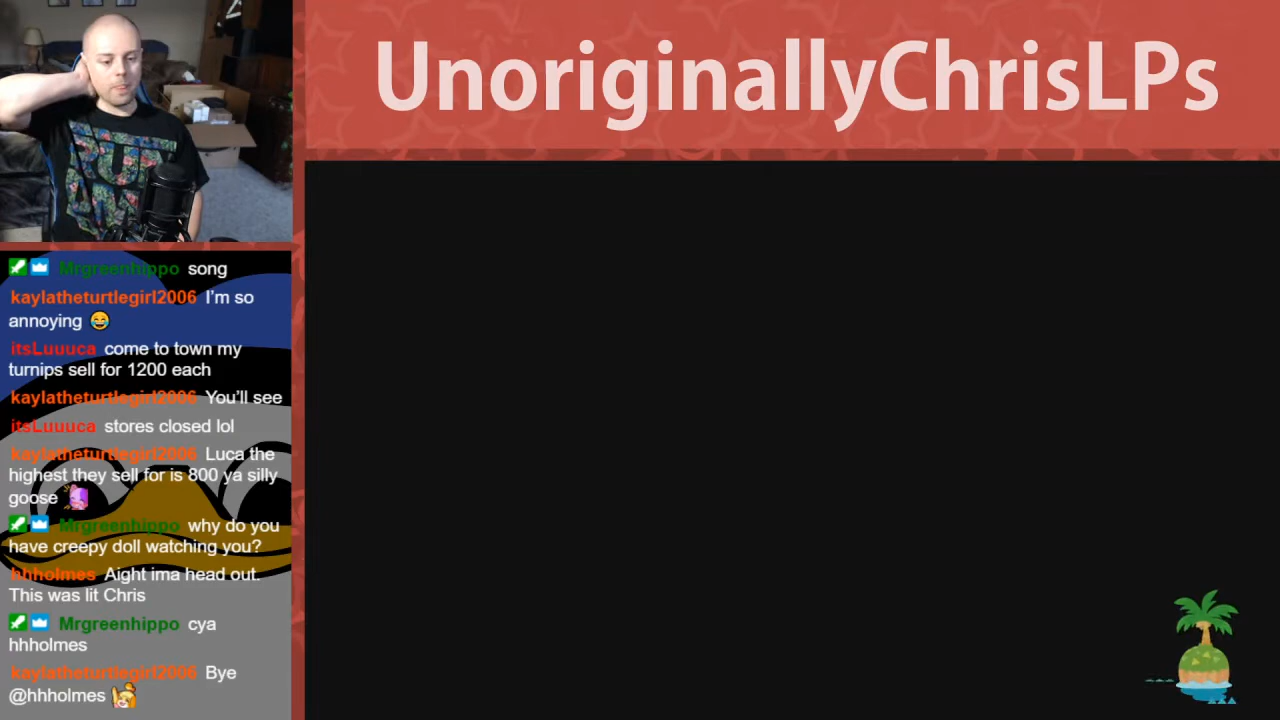 UnoriginallyChrisLPs
Mrgreenhippo song
kaylatheturtlegirl2006 I'm so
annoying
itsLuuuca come to town my
turnips sell for 1200 each
kaylatheturtlegirl2006 You'll see
itsLuuuca stores closed lol
kaylatheturtlegirl2006 Luca the
highest they sell for is 800 ya silly
goose
Mrgreenhippo why do you
have creepy doll watching you?
hhholmes Aight ima head out.
This was lit Chris
Mrgreenhippo cya
hhholmes
kaylatheturtlegirl2006 Bye
@hhholmes